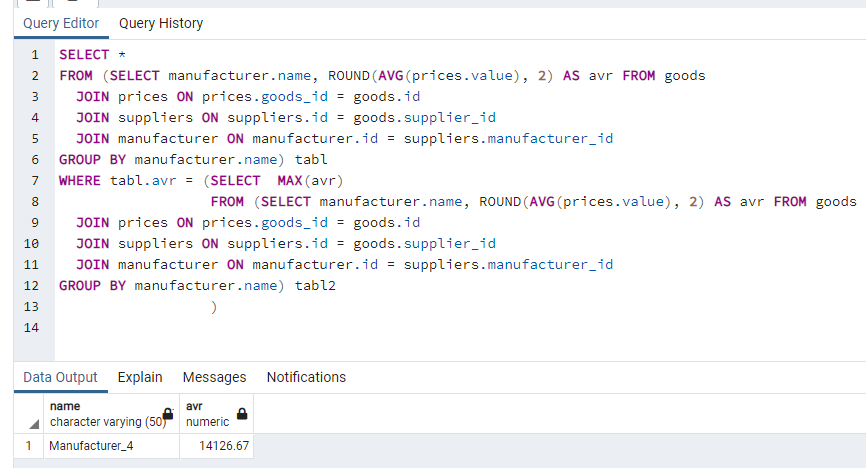 Query Editor Query History
1 SELECT *
2 FROM (SELECT manufacturer.name, ROUND(AVG(prices.value), 2) AS avr FROM goods
3 JOIN prices ON prices.goods_id = goods.id
4 JOIN suppliers ON suppliers.id = goods.supplier_id
5 JOIN manufacturer ON manufacturer.id = suppliers.manufacturer_id
6 GROUP BY manufacturer.name) tabl
7 WHERE tabl.avr = (SELECT  MAX(avr)
8 FROM (SELECT manufacturer.name, ROUND(AVG(prices.value), 2) AS avr FROM goods
9 JOIN prices ON prices.goods_id = goods.id
10 JOIN suppliers ON suppliers.id = goods.supplier_id
11 JOIN manufacturer ON manufacturer.id = suppliers.manufacturer_id
12 GROUP BY manufacturer.name) tabl2
13 )
14
Data Output Explain Messages Notifications
name avr
character varying (50) numeric
1 Manufacturer_4 14126.67